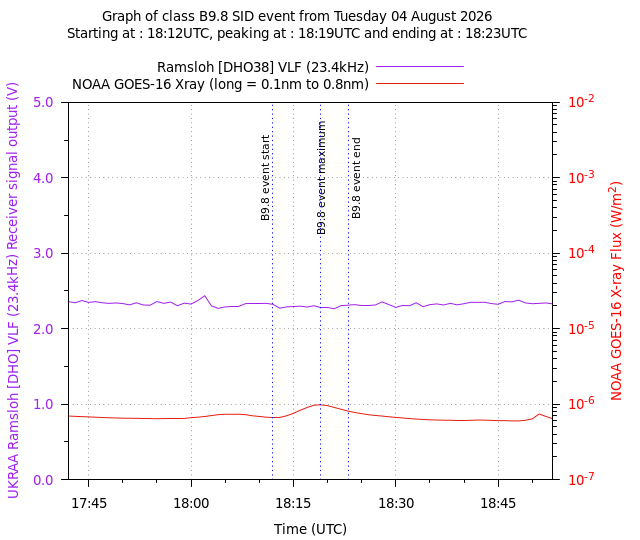 Graph of class B9.8 SID event from Tuesday 04 August 2026
Starting at : 18:12UTC, peaking at : 18:19UTC and ending at : 18:23UTC
Ramsloh [DHO38] VLF (23.4kHz)
NOAA GOES-16 Xray (long = 0.1nm to 0.8nm)
UKRAA Ramsloh [DHO] VLF (23.4kHz) Receiver signal output (V)
5.0
4.0
3.0
2.0
1.0
0.0
B9.8 event start
B9.8 event maximum
B9.8 event end
10-2
10-3
10-4
10-5
10-6
10-7
NOAA GOES-16 X-ray Flux (W/m2)
17:45 18:00 18:15 18:30 18:45
Time (UTC)